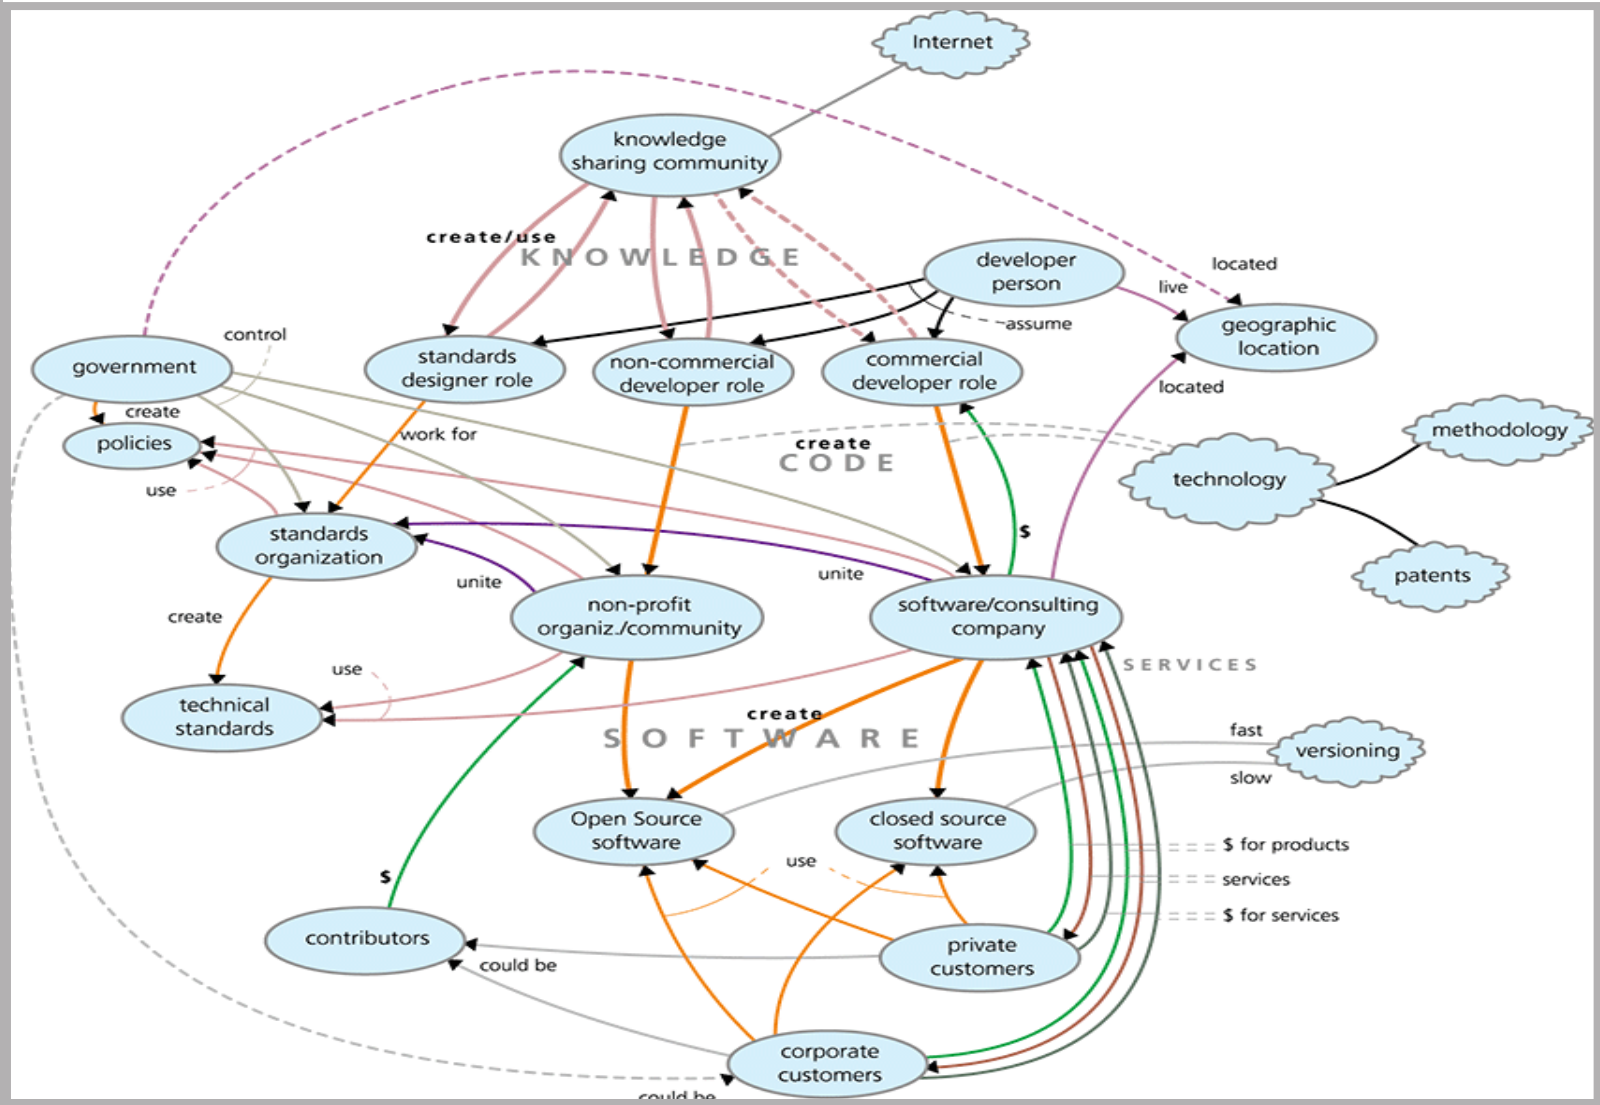 Internet
knowledge
sharing community
create/use
KNOWLEDGE
developer
person
located
live
assume
geographic
location
control
government
standards
designer role
non-commercial
developer role
commercial
developer role
located
create
policies
work for
create
CODE
methodology
technology
use
standards
organization
$
unite
unite
patents
create
non-profit
organiz./community
software/consulting
company
SERVICES
use
technical
standards
create
SOFTWARE
fast
versioning
slow
Open Source
software
closed source
software
$ for products
use
services
$
$ for services
contributors
private
customers
could be
corporate
customers
could be